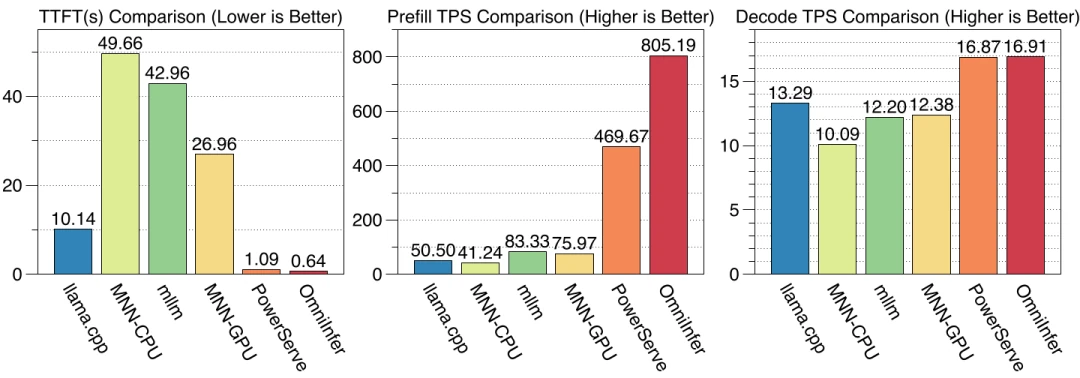 TTFT(s) Comparison (Lower is Better)
49.66
42.96
26.96
10.14
1.09
0.64
40
20
0
llama.cpp
MNN-CPU
mllm
MNN-GPU
PowerServe
OmniInfer
Prefill TPS Comparison (Higher is Better)
805.19
469.67
50.50
41.24
83.33
75.97
800
600
400
200
0
llama.cpp
MNN-CPU
mllm
MNN-GPU
PowerServe
OmniInfer
Decode TPS Comparison (Higher is Better)
16.87
16.91
13.29
10.09
12.20
12.38
15
10
5
0
llama.cpp
MNN-CPU
mllm
MNN-GPU
PowerServe
OmniInfer